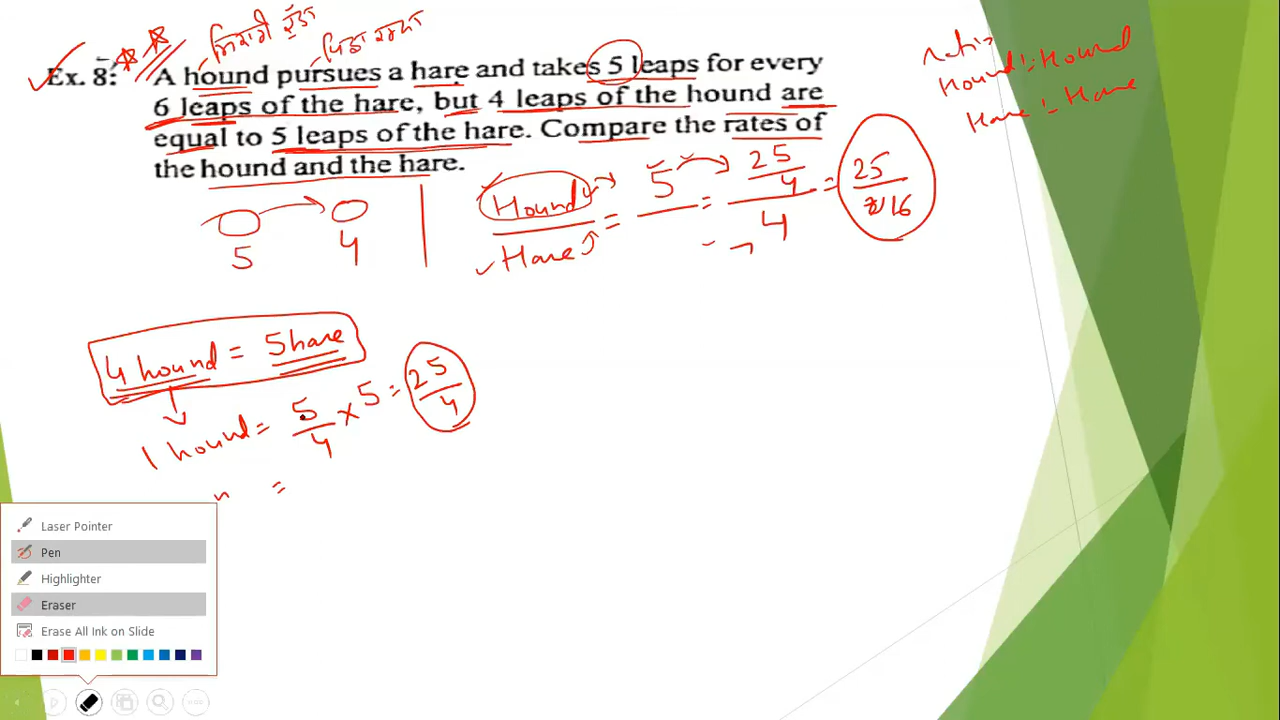 ਸ਼ਿਕਾਰੀ ਕੁੱਤਾ
ਪਿੱਛਾ ਕਰਨਾ
Ex. 8: A hound pursues a hare and takes 5 leaps for every
6 leaps of the hare, but 4 leaps of the hound are
equal to 5 leaps of the hare. Compare the rates of
the hound and the hare.
Hound : Hound
Hare : Hare
5 4
Hound/Hare = 5/ = 25/4/4 = 25/16
4 hound = 5 hare
1 hound = 5/4 × 5 = 25/4
=
Laser Pointer
Pen
Highlighter
Eraser
Erase All Ink on Slide